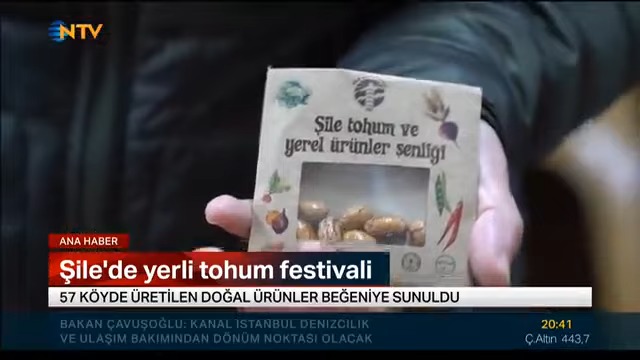 NTV
Şile tohum ve
yerel ürünler şenliği
ANA HABER
Şile'de yerli tohum festivali
57 KÖYDE ÜRETİLEN DOĞAL ÜRÜNLER BEĞENİYE SUNULDU
BAKAN ÇAVUŞOĞLU: KANAL İSTANBUL DENİZCİLİK
VE ULAŞIM BAKIMINDAN DÖNÜM NOKTASI OLACAK
20:41
Ç.Altın 443,7